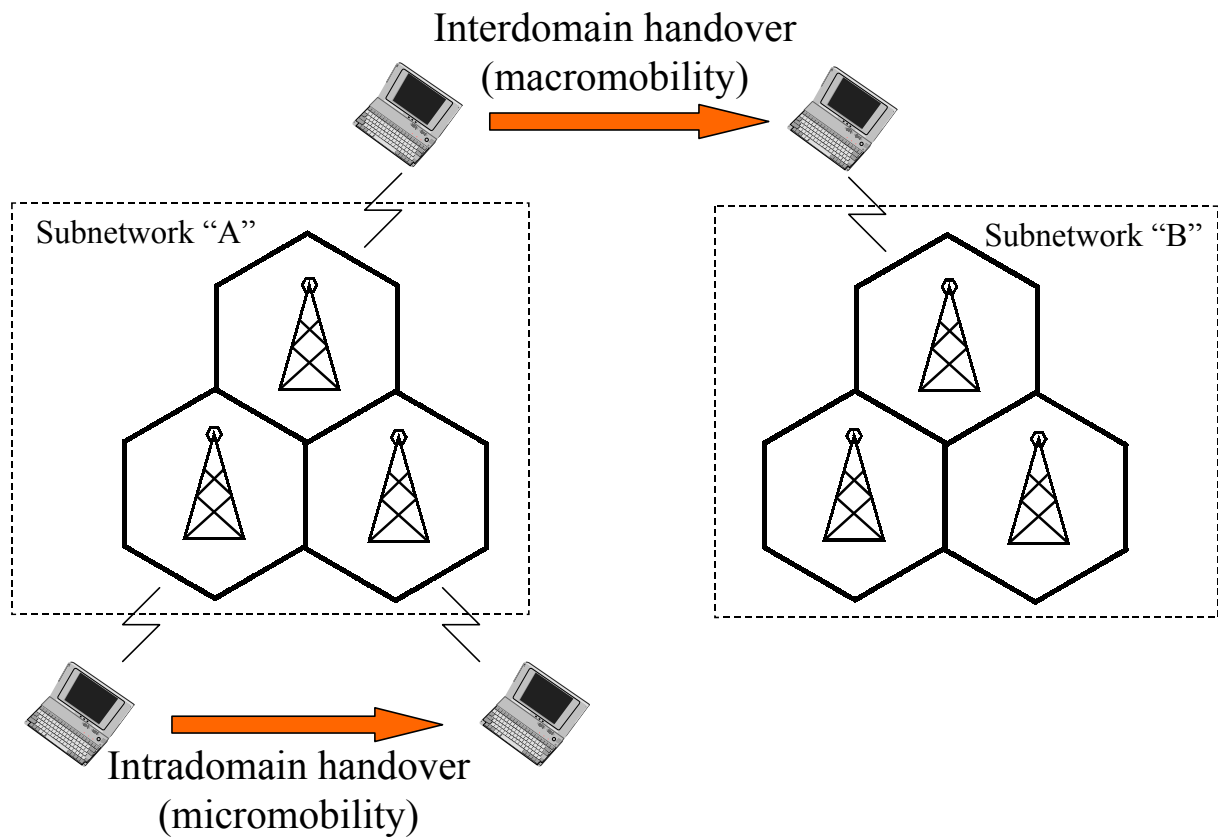 Interdomain handover
(macromobility)
Subnetwork “A”
Subnetwork “B”
Intradomain handover
(micromobility)